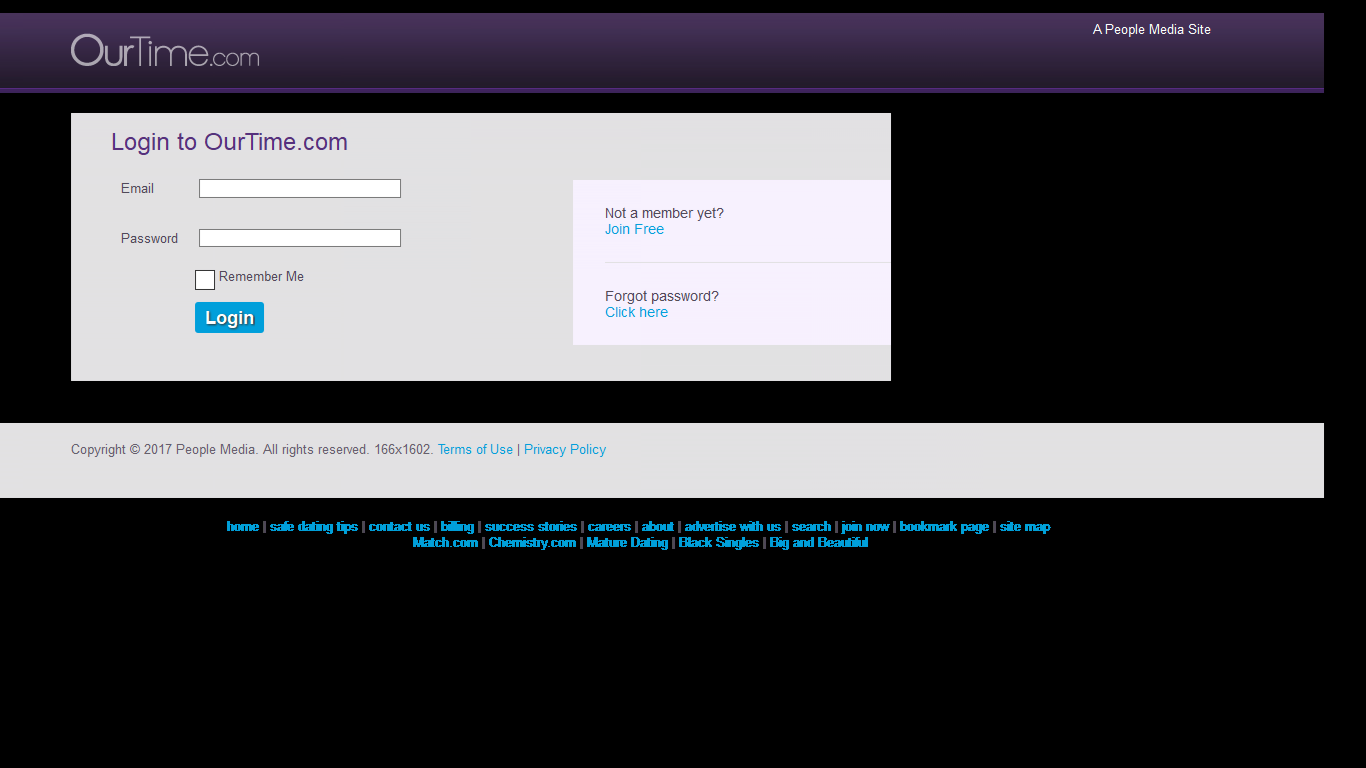 OurTime.com
A People Media Site
Login to OurTime.com
Email
Password
Remember Me
Login
Not a member yet?
Join Free
Forgot password?
Click here
Copyright © 2017 People Media. All rights reserved. 166x1602. Terms of Use | Privacy Policy
home | safe dating tips | contact us | billing | success stories | careers | about | advertise with us | search | join now | bookmark page | site map
Match.com | Chemistry.com | Mature Dating | Black Singles | Big and Beautiful